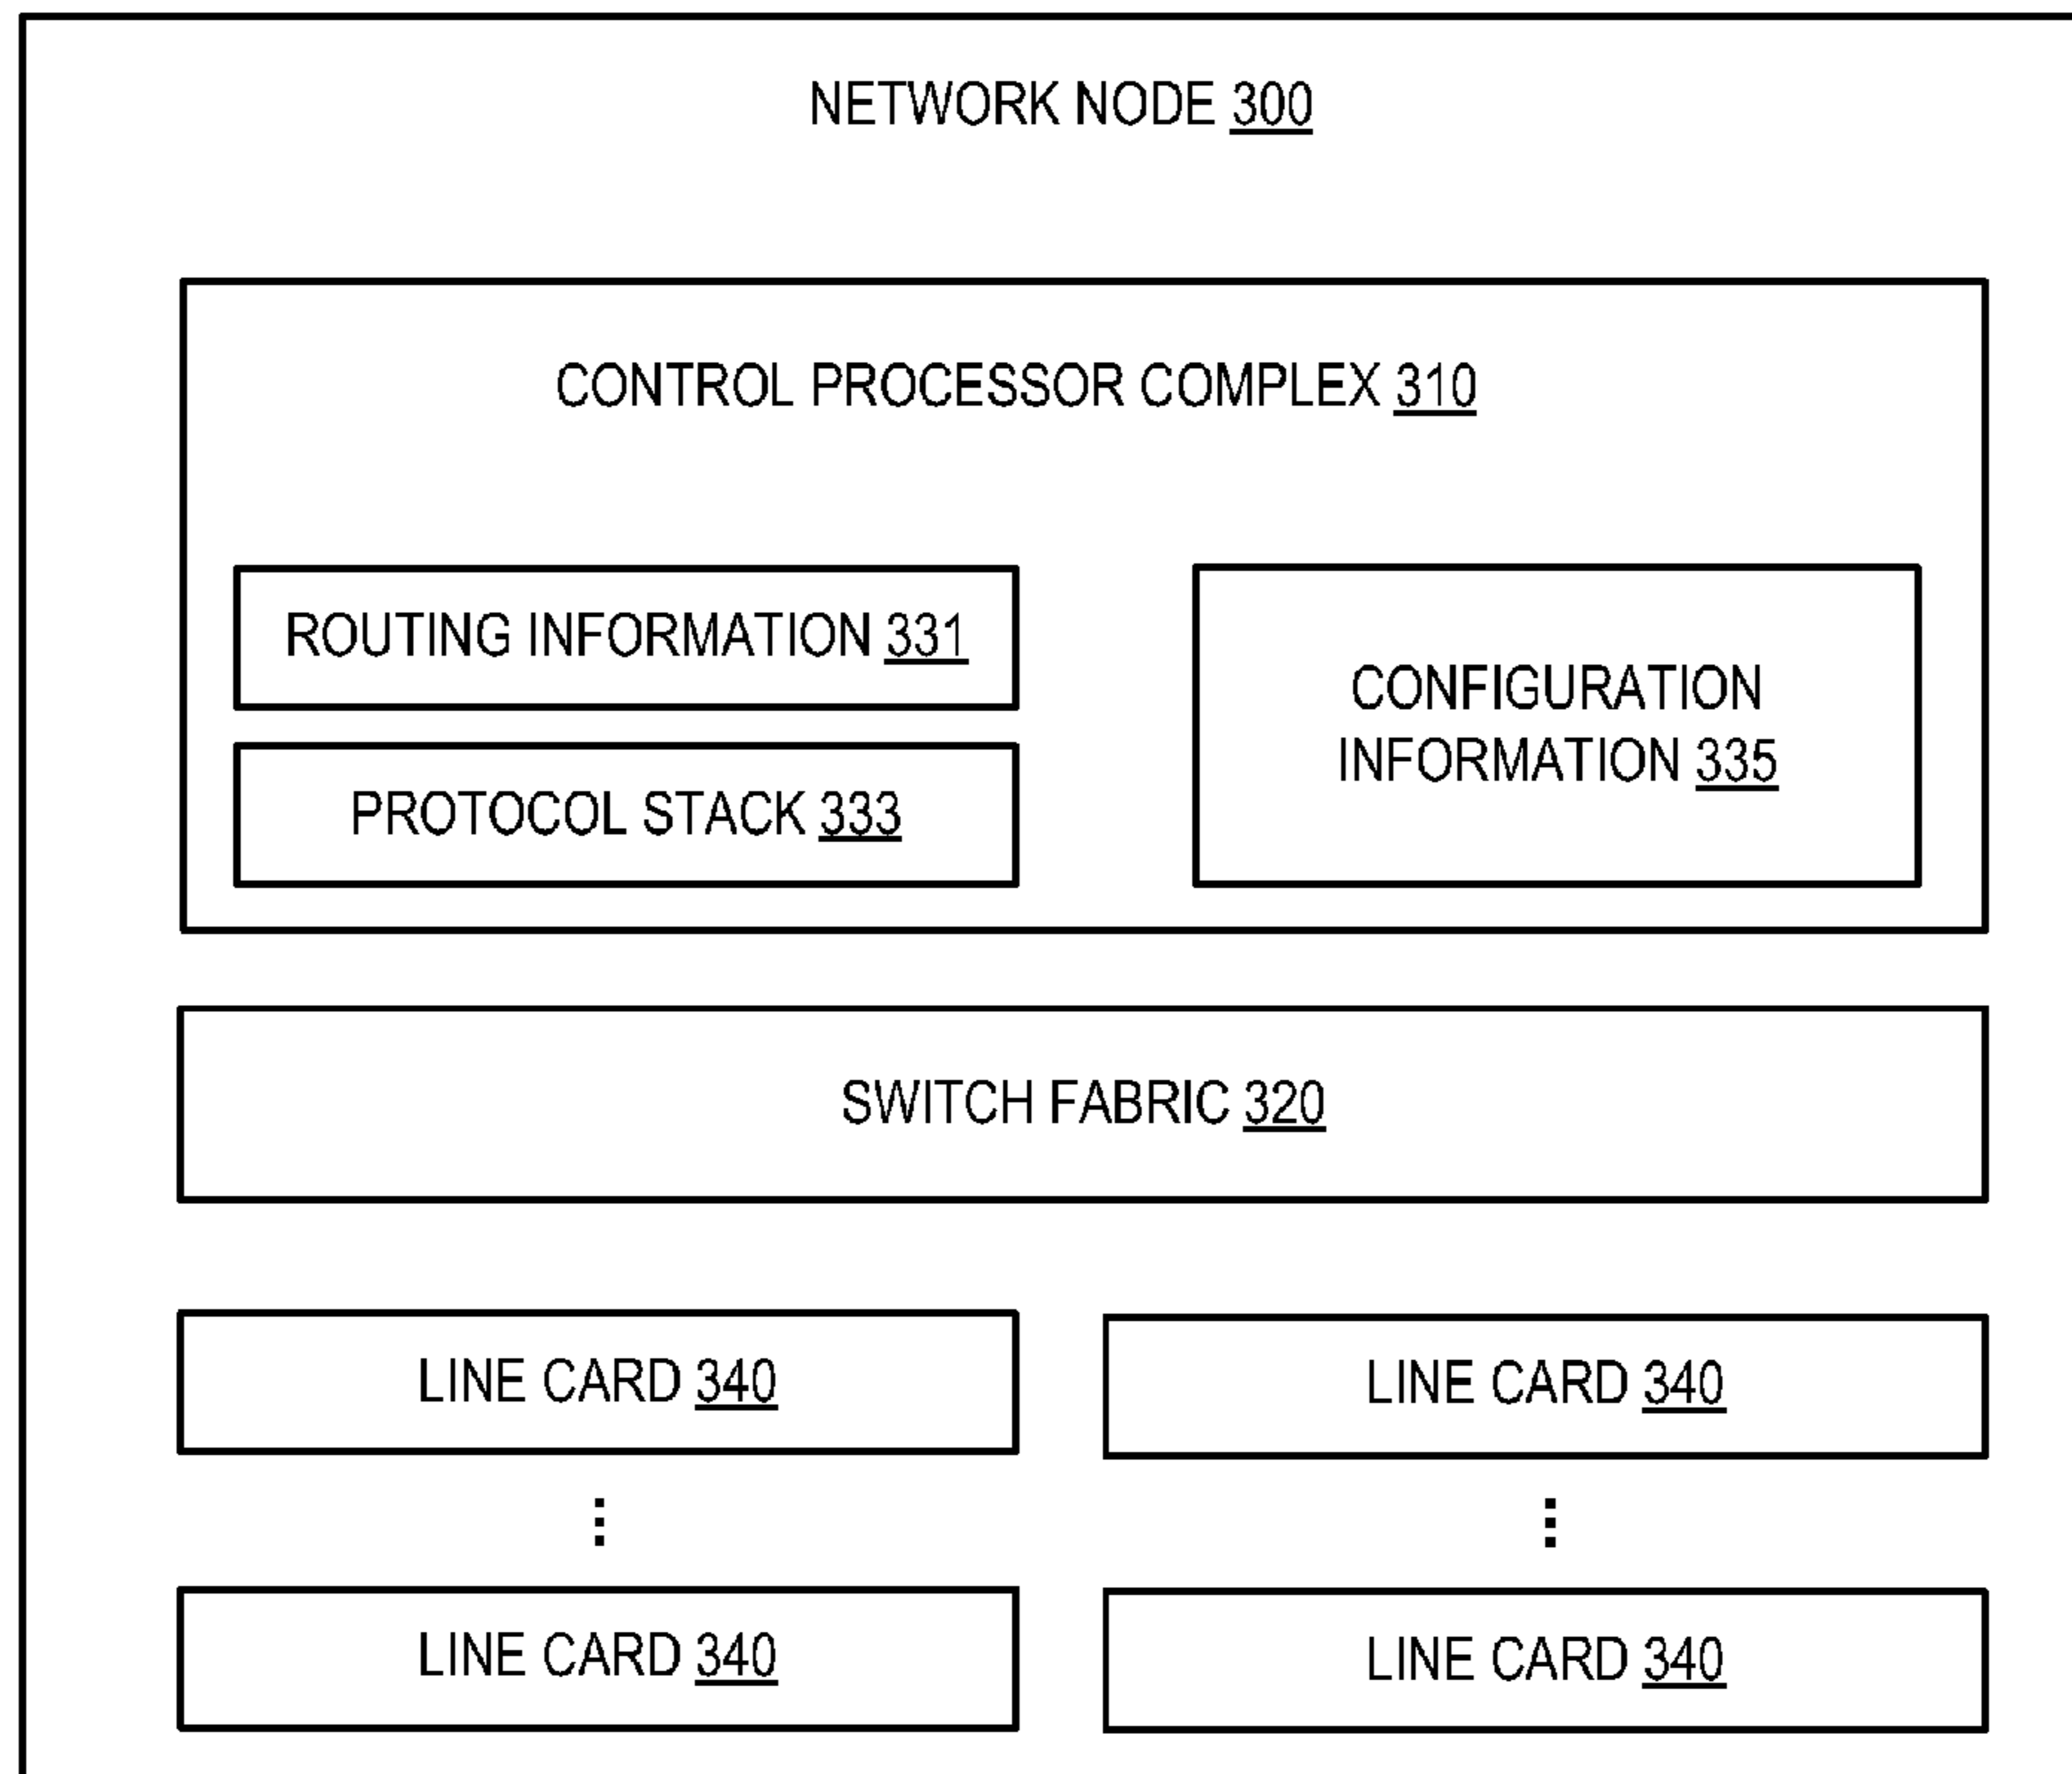 NETWORK NODE 300
CONTROL PROCESSOR COMPLEX 310
ROUTING INFORMATION 331
PROTOCOL STACK 333
CONFIGURATION
INFORMATION 335
SWITCH FABRIC 320
LINE CARD 340
LINE CARD 340
LINE CARD 340
LINE CARD 340